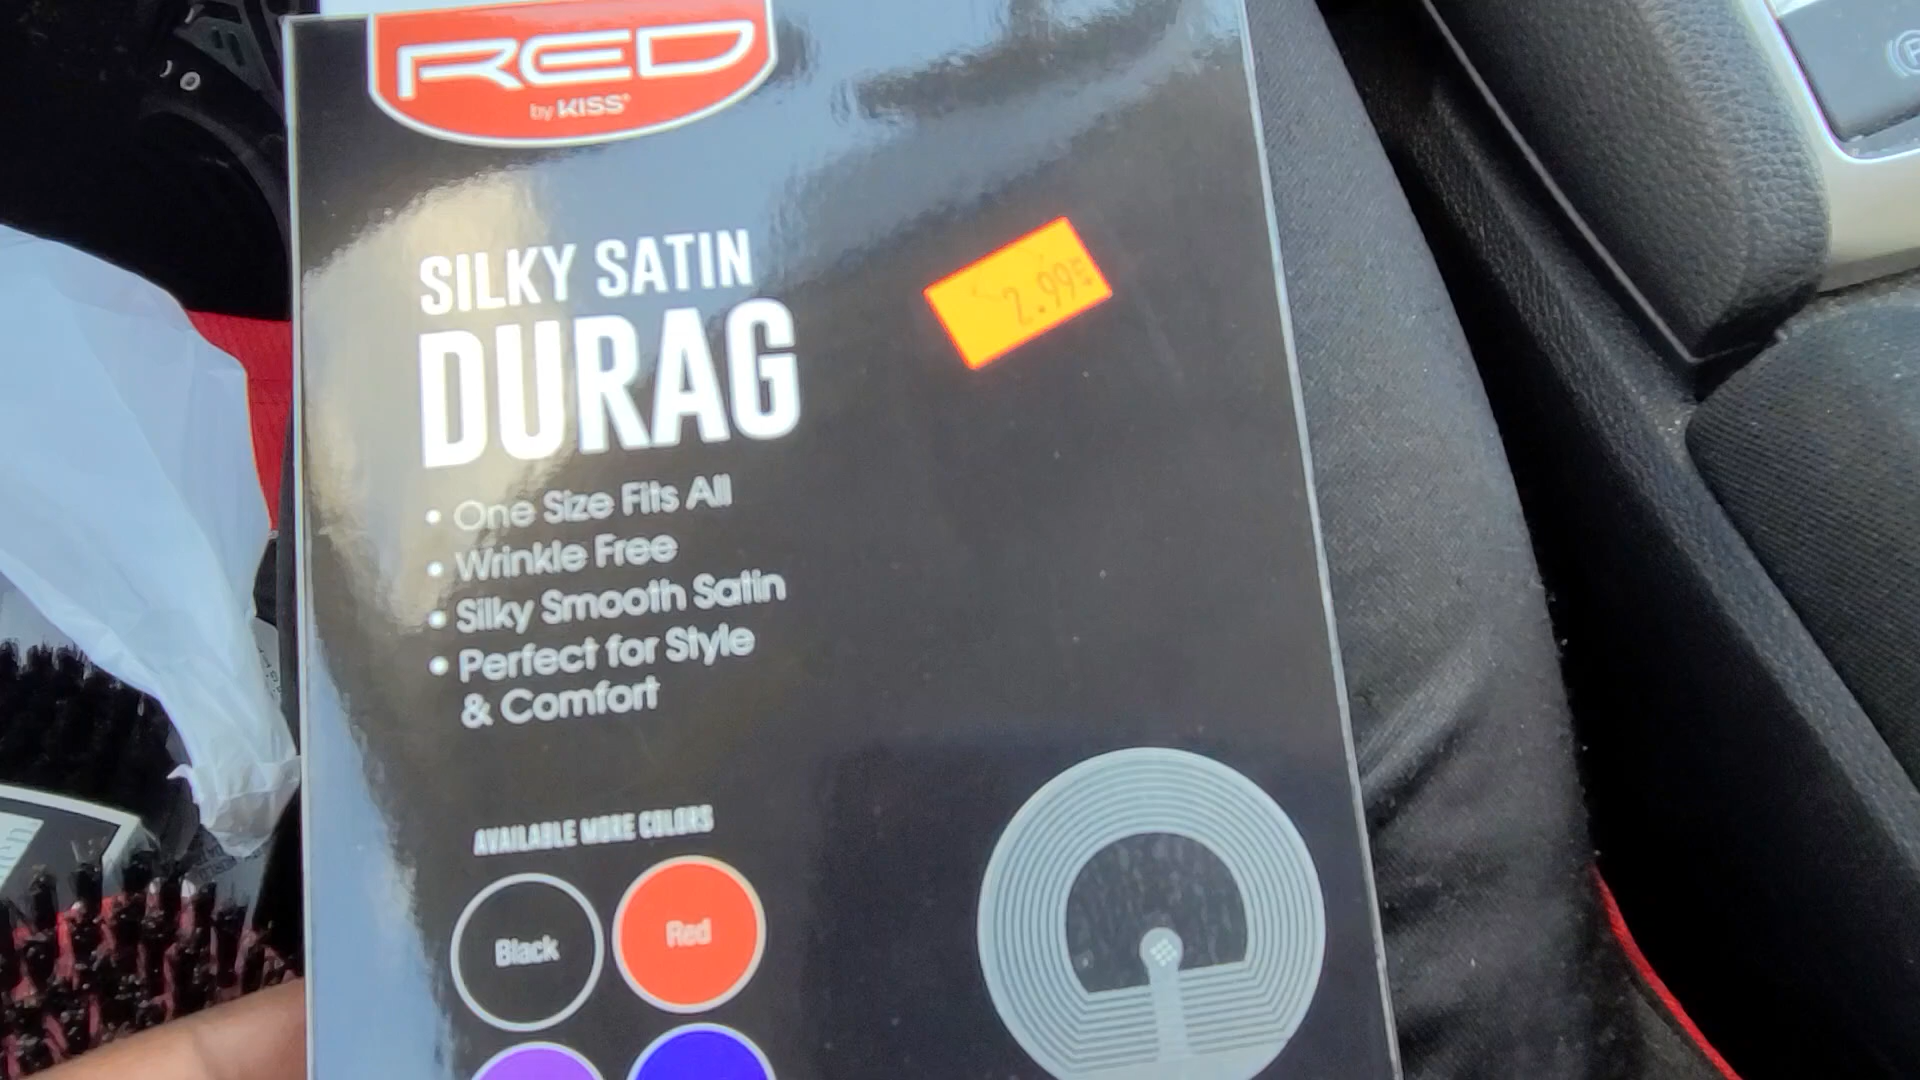 RED
by KISS®
2.99
SILKY SATIN
DURAG
• One Size Fits All
• Wrinkle Free
• Silky Smooth Satin
• Perfect for Style
& Comfort
AVAILABLE MORE COLORS
Black
Red